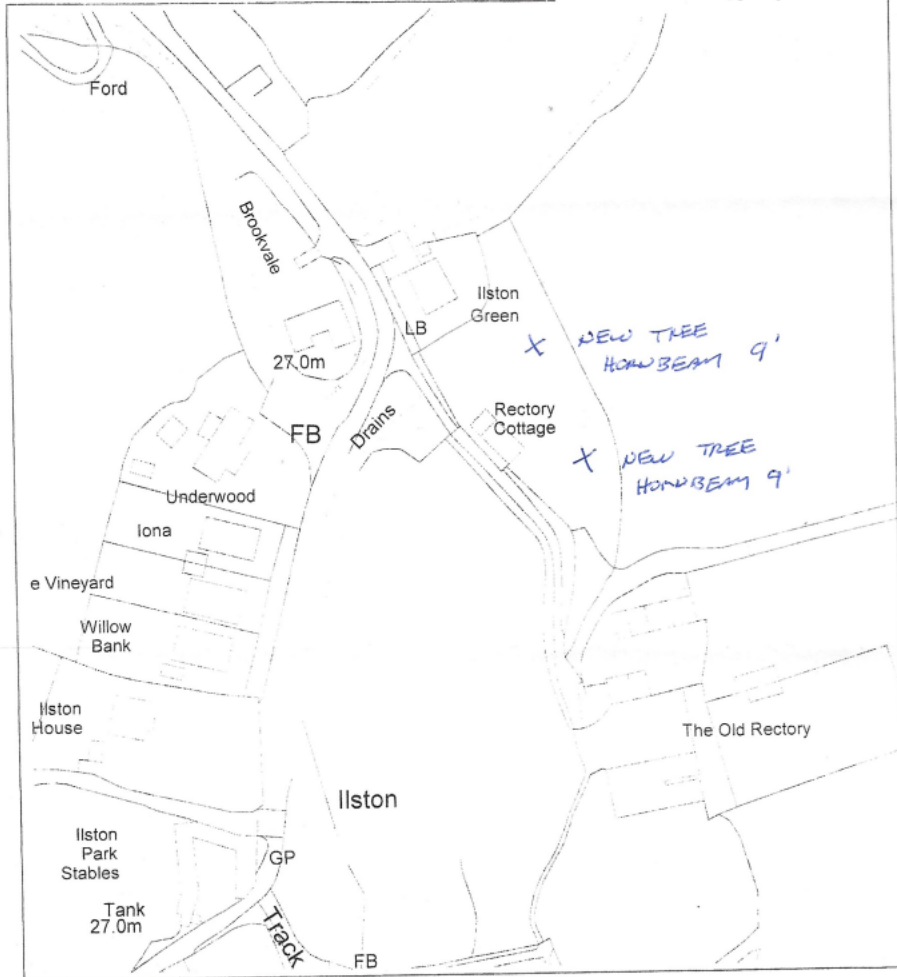 Ford
Brookvale
Ilston
Green
LB
X NEW TREE
HORNBEAM 9'
27.0m
FB
Drains
Rectory
Cottage
X NEW TREE
HORNBEAM 9'
Underwood
Iona
e Vineyard
Willow
Bank
Ilston
House
The Old Rectory
Ilston
Ilston
Park
Stables
GP
Tank
27.0m
Track
FB